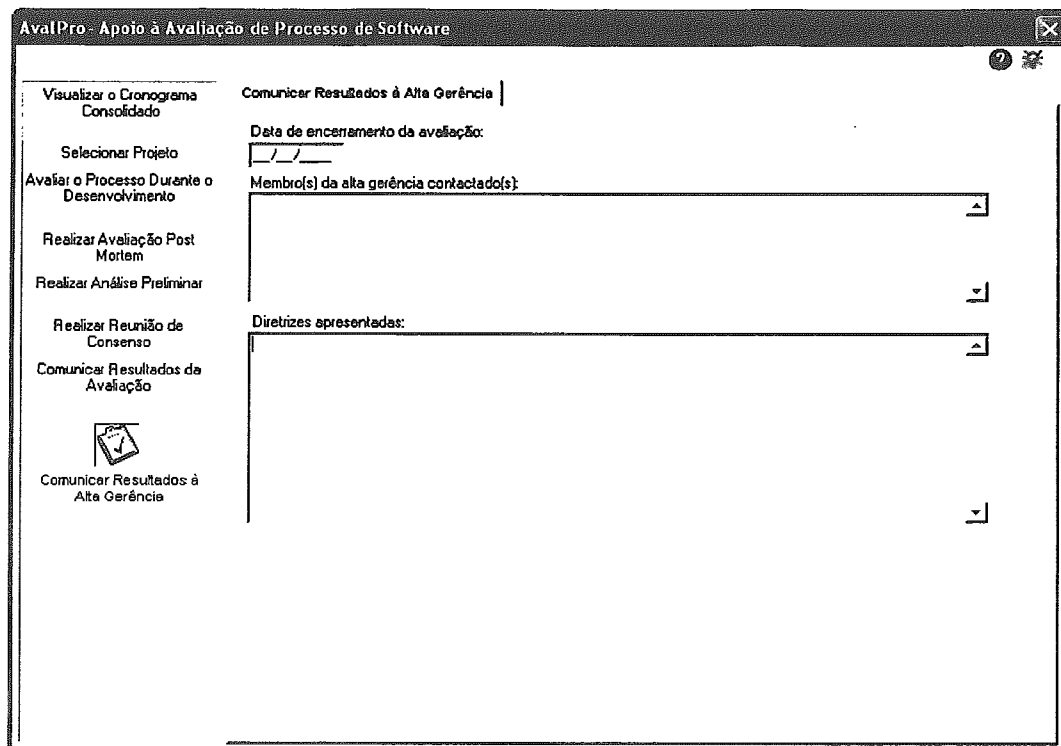 AvalPro - Apoio à Avaliação de Processo de Software
Visualizar o Cronograma
Consolidado
Selecionar Projeto
Avaliar o Processo Durante o
Desenvolvimento
Realizar Avaliação Post
Mortem
Realizar Análise Preliminar
Realizar Reunião de
Consenso
Comunicar Resultados da
Avaliação
Comunicar Resultados à
Alta Gerência
Comunicar Resultados à Alta Gerência
Data de encerramento da avaliação:
__/__/____
Membro(s) da alta gerência contactado(s):
Diretrizes apresentadas: